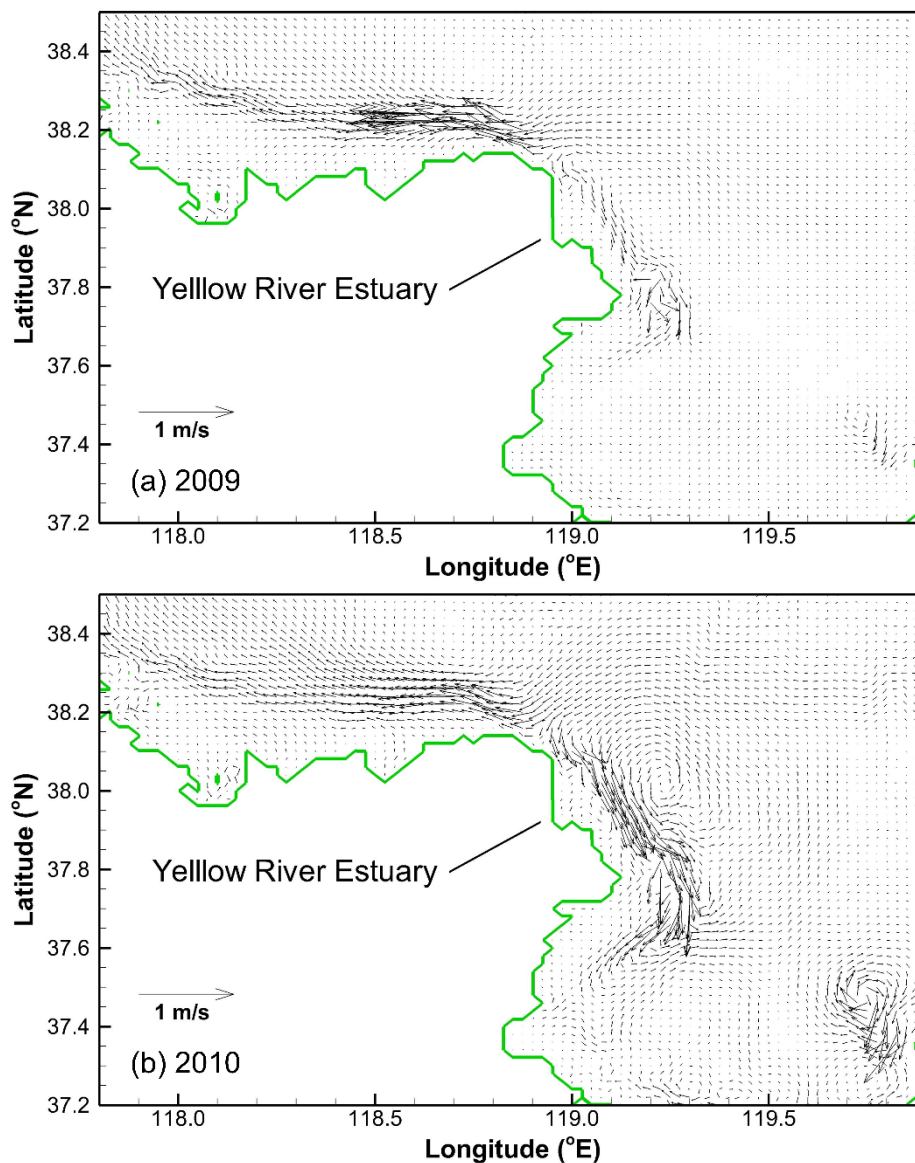 38.4
38.2
38.0
37.8
37.6
37.4
37.2
Latitude (°N)
Yelllow River Estuary
1 m/s
(a) 2009
118.0 118.5 119.0 119.5
Longitude (°E)
38.4
38.2
38.0
37.8
37.6
37.4
37.2
Latitude (°N)
Yelllow River Estuary
1 m/s
(b) 2010
118.0 118.5 119.0 119.5
Longitude (°E)